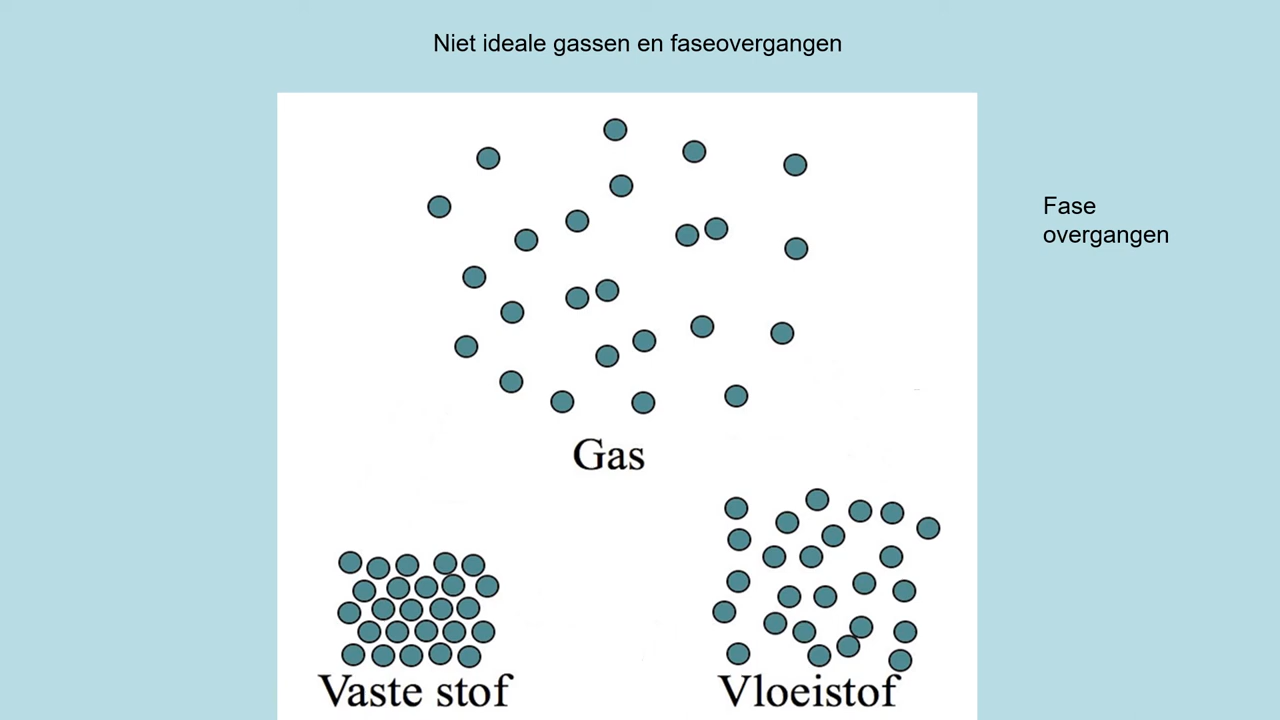 Niet ideale gassen en faseovergangen
Fase
overgangen
Gas
Vaste stof
Vloeistof